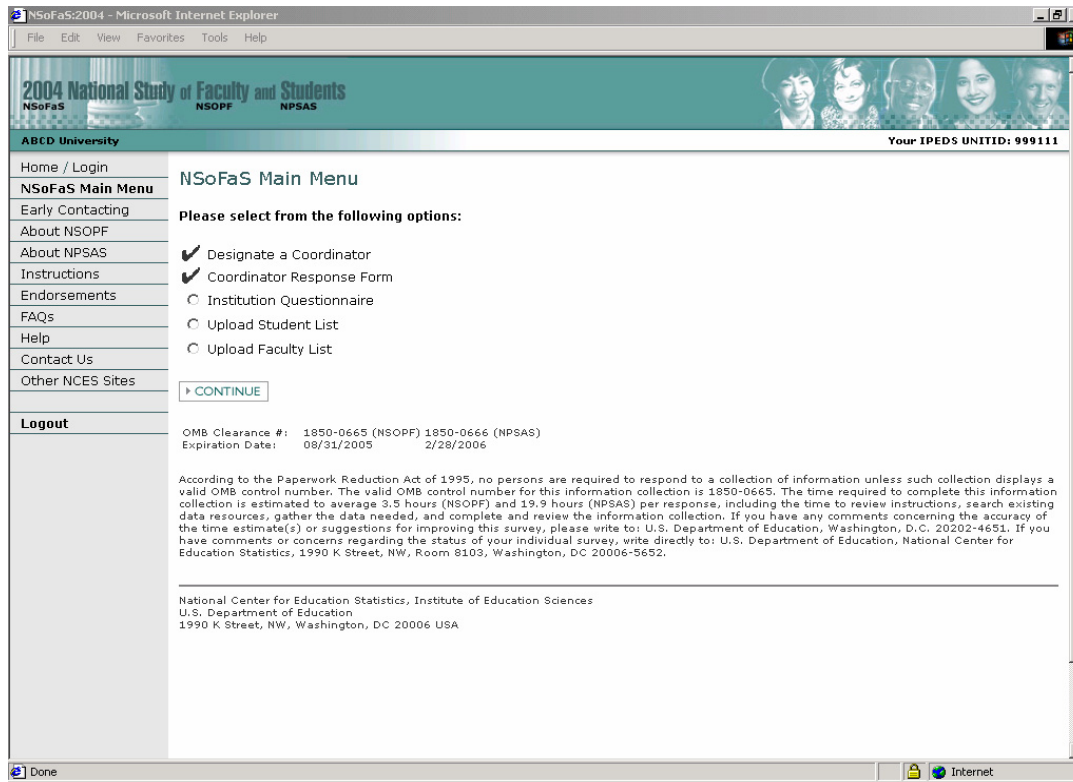 NSoFaS:2004 - Microsoft Internet Explorer
File Edit View Favorites Tools Help
2004 National Study of Faculty and Students
NSoFaS NSOPF NPSAS
ABCD University Your IPEDS UNITID: 999111
Home / Login
NSoFaS Main Menu
Early Contacting
About NSOPF
About NPSAS
Instructions
Endorsements
FAQs
Help
Contact Us
Other NCES Sites
Logout
NSoFaS Main Menu
Please select from the following options:
Designate a Coordinator
Coordinator Response Form
Institution Questionnaire
Upload Student List
Upload Faculty List
CONTINUE
OMB Clearance #: 1850-0665 (NSOPF) 1850-0666 (NPSAS)
Expiration Date: 08/31/2005 2/28/2006
According to the Paperwork Reduction Act of 1995, no persons are required to respond to a collection of information unless such collection displays a
valid OMB control number. The valid OMB control number for this information collection is 1850-0665. The time required to complete this information
collection is estimated to average 3.5 hours (NSOPF) and 19.9 hours (NPSAS) per response, including the time to review instructions, search existing
data resources, gather the data needed, and complete and review the information collection. If you have any comments concerning the accuracy of
the time estimate(s) or suggestions for improving this survey, please write to: U.S. Department of Education, Washington, D.C. 20202-4651. If you
have comments or concerns regarding the status of your individual survey, write directly to: U.S. Department of Education, National Center for
Education Statistics, 1990 K Street, NW, Room 8103, Washington, DC 20006-5652.
National Center for Education Statistics, Institute of Education Sciences
U.S. Department of Education
1990 K Street, NW, Washington, DC 20006 USA
Done Internet